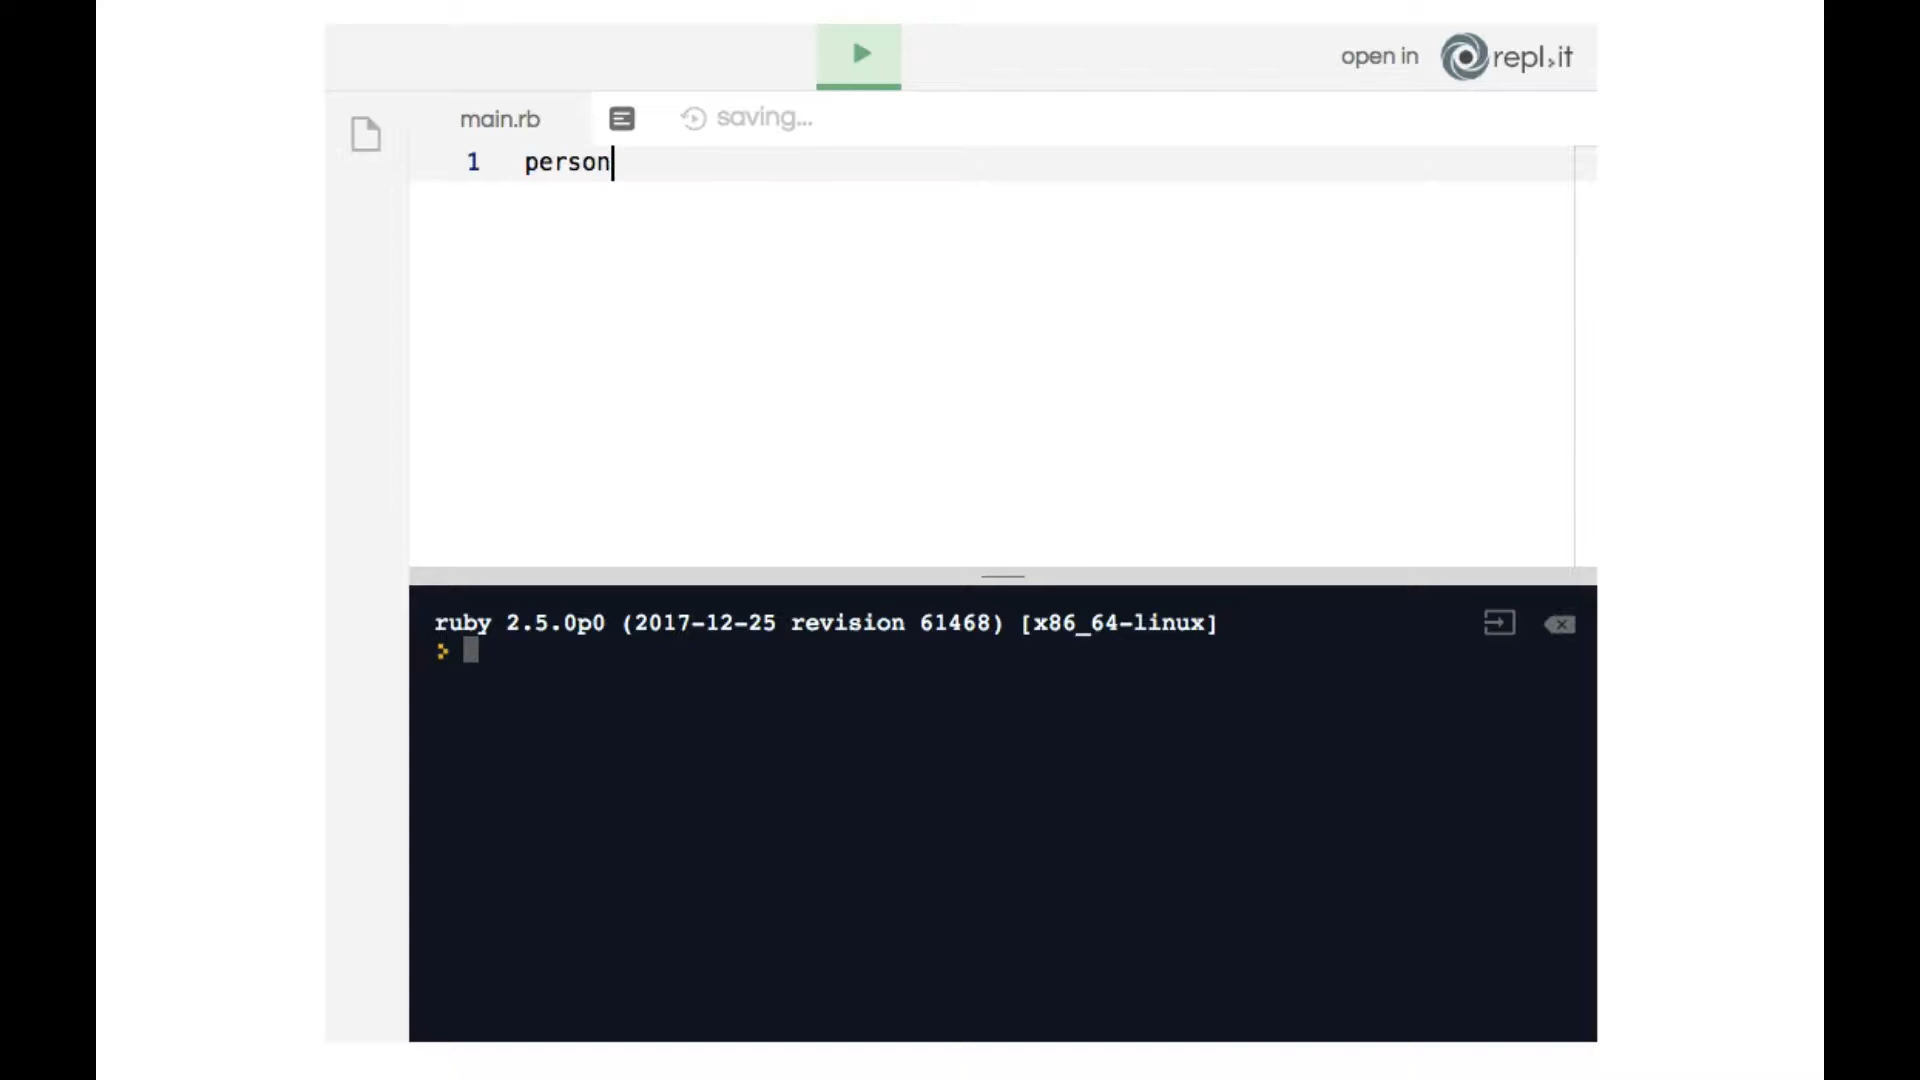 open in repl.it
main.rb saving...
1 person
ruby 2.5.0p0 (2017-12-25 revision 61468) [x86_64-linux]
>